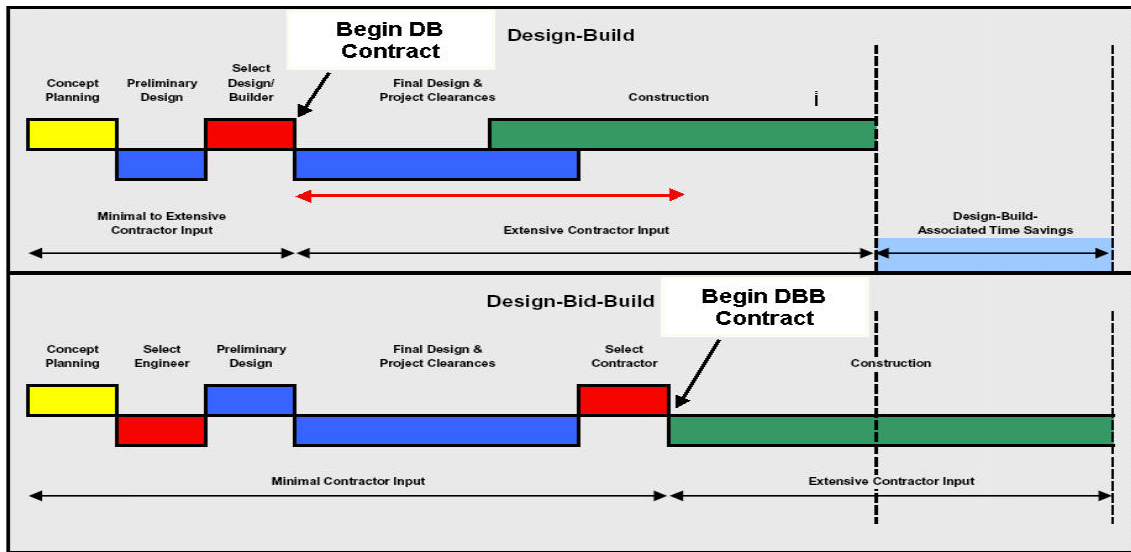 Begin DB
Contract
Design-Build
Concept
Planning
Preliminary
Design
Select
Design/
Builder
Final Design &
Project Clearances
Construction
i
Minimal to Extensive
Contractor Input
Extensive Contractor Input
Design-Build-
Associated Time Savings
Design-Bid-Build
Begin DBB
Contract
Concept
Planning
Select
Engineer
Preliminary
Design
Final Design &
Project Clearances
Select
Contractor
Construction
Minimal Contractor Input
Extensive Contractor Input